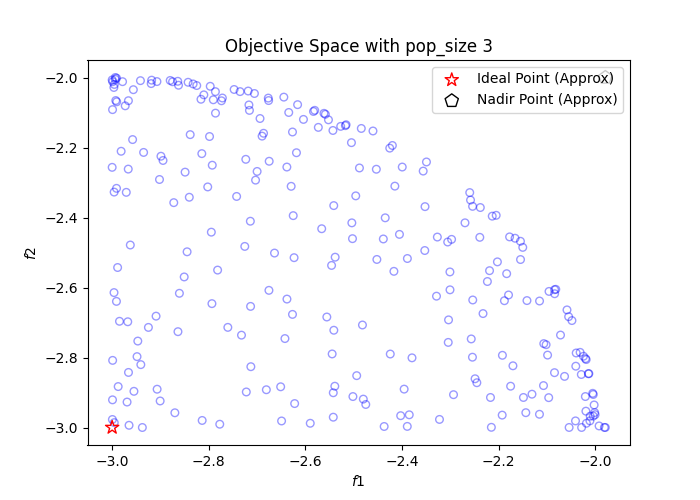 Objective Space with pop_size 3
Ideal Point (Approx)
Nadir Point (Approx)
−2.0
−2.2
−2.4
−2.6
−2.8
−3.0
f2
−3.0 −2.8 −2.6 −2.4 −2.2 −2.0
f1